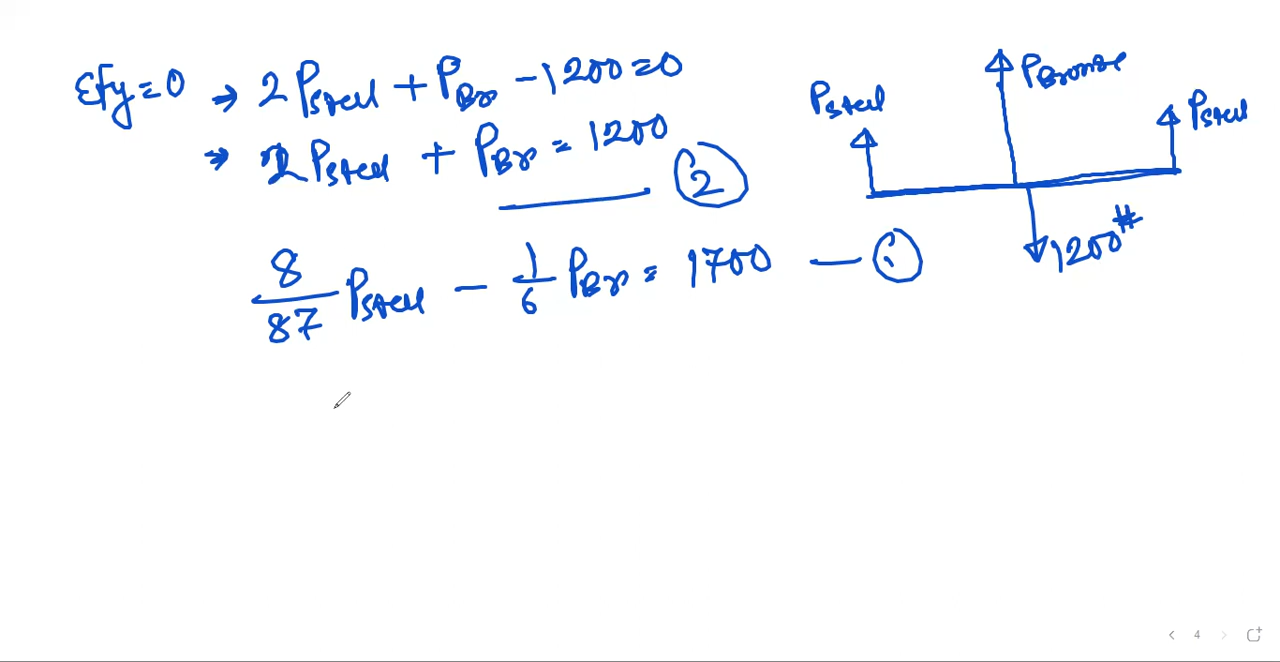 ΣFy=0 → 2 PSteel + PBr - 1200 = 0
→ 2 PSteel + PBr = 1200
2
8/87 PSteel - 1/6 PBr = 1700 — 1
PSteel
PBronze
PSteel
1200#
4